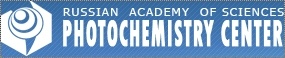 RUSSIAN ACADEMY OF SCIENCES
PHOTOCHEMISTRY CENTER